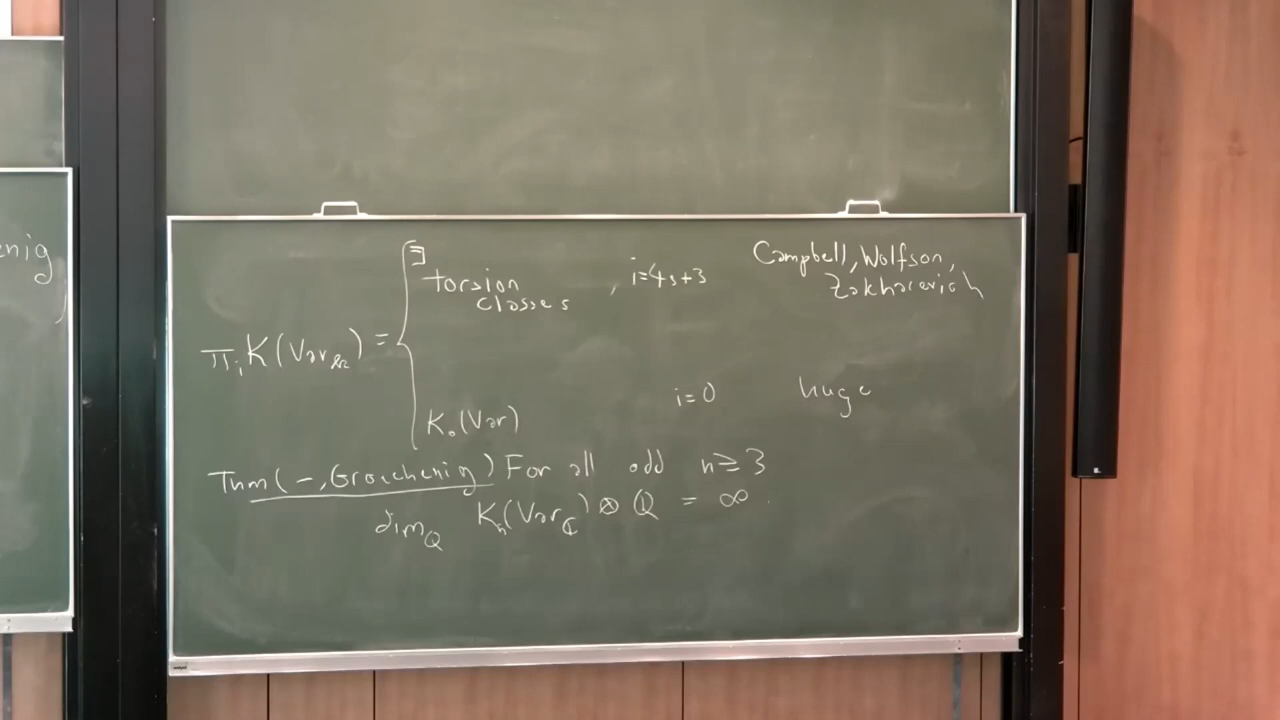 enig
∃
torsion classes , i=4s+3 Campbell, Wolfson, Zakharevich
π_i K(Var_k) =
K_0(Var) i=0 huge
Thm (–, Groechenig) For all odd n≥3
dim_Q K_n(Var_ℂ) ⊗ Q = ∞.